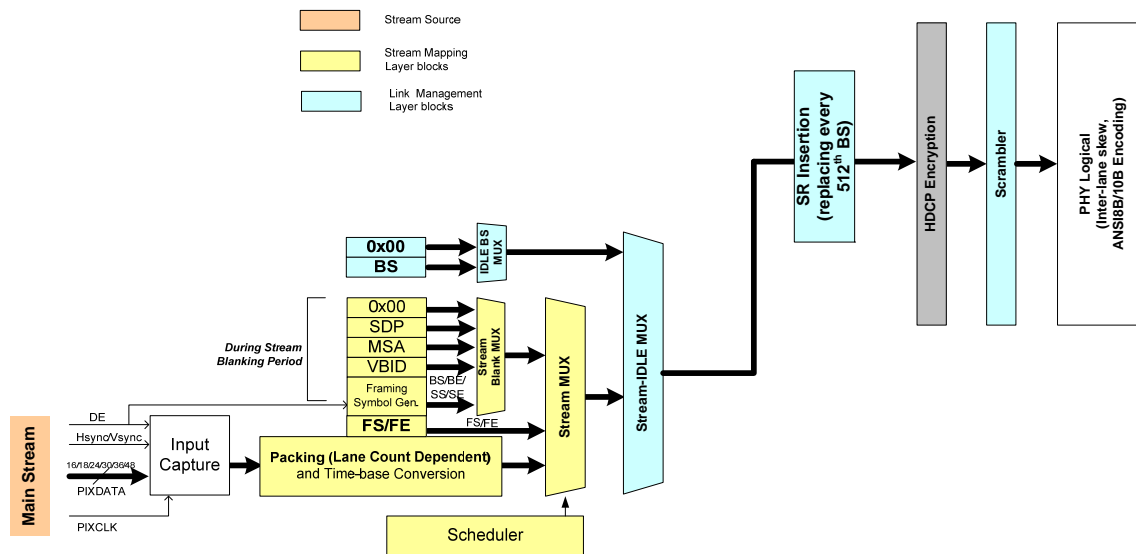 Stream Source
Stream Mapping
Layer blocks
Link Management
Layer blocks
SR Insertion
(replacing every
512th BS)
HDCP Encryption
Scrambler
PHY Logical
(Inter-lane skew,
ANSI8B/10B Encoding)
0x00
BS
IDLE BS
MUX
During Stream
Blanking Period
0x00
SDP
MSA
VBID
Framing
Symbol Gen.
BS/BE/
SS/SE
Stream
Blank MUX
FS/FE
FS/FE
Stream MUX
Stream-IDLE MUX
Main Stream
DE
Hsync/Vsync
16/18/24/30/36/48
PIXDATA
PIXCLK
Input
Capture
Packing (Lane Count Dependent)
and Time-base Conversion
Scheduler